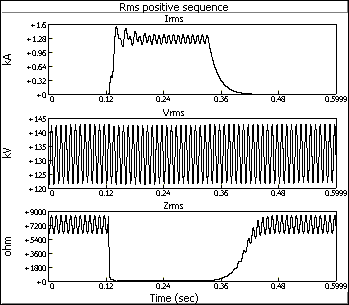 Rms positive sequence
Irms
kA
+1.6
+1.28
+0.96
+0.64
+0.32
+0
0 0.12 0.24 0.36 0.48 0.5999
Vrms
kV
145
140
135
130
125
120
0 0.12 0.24 0.36 0.48 0.5999
Zrms
ohm
+9000
+7200
+5400
+3600
+1800
+0
0 0.12 0.24 0.36 0.48 0.5999
Time (sec)